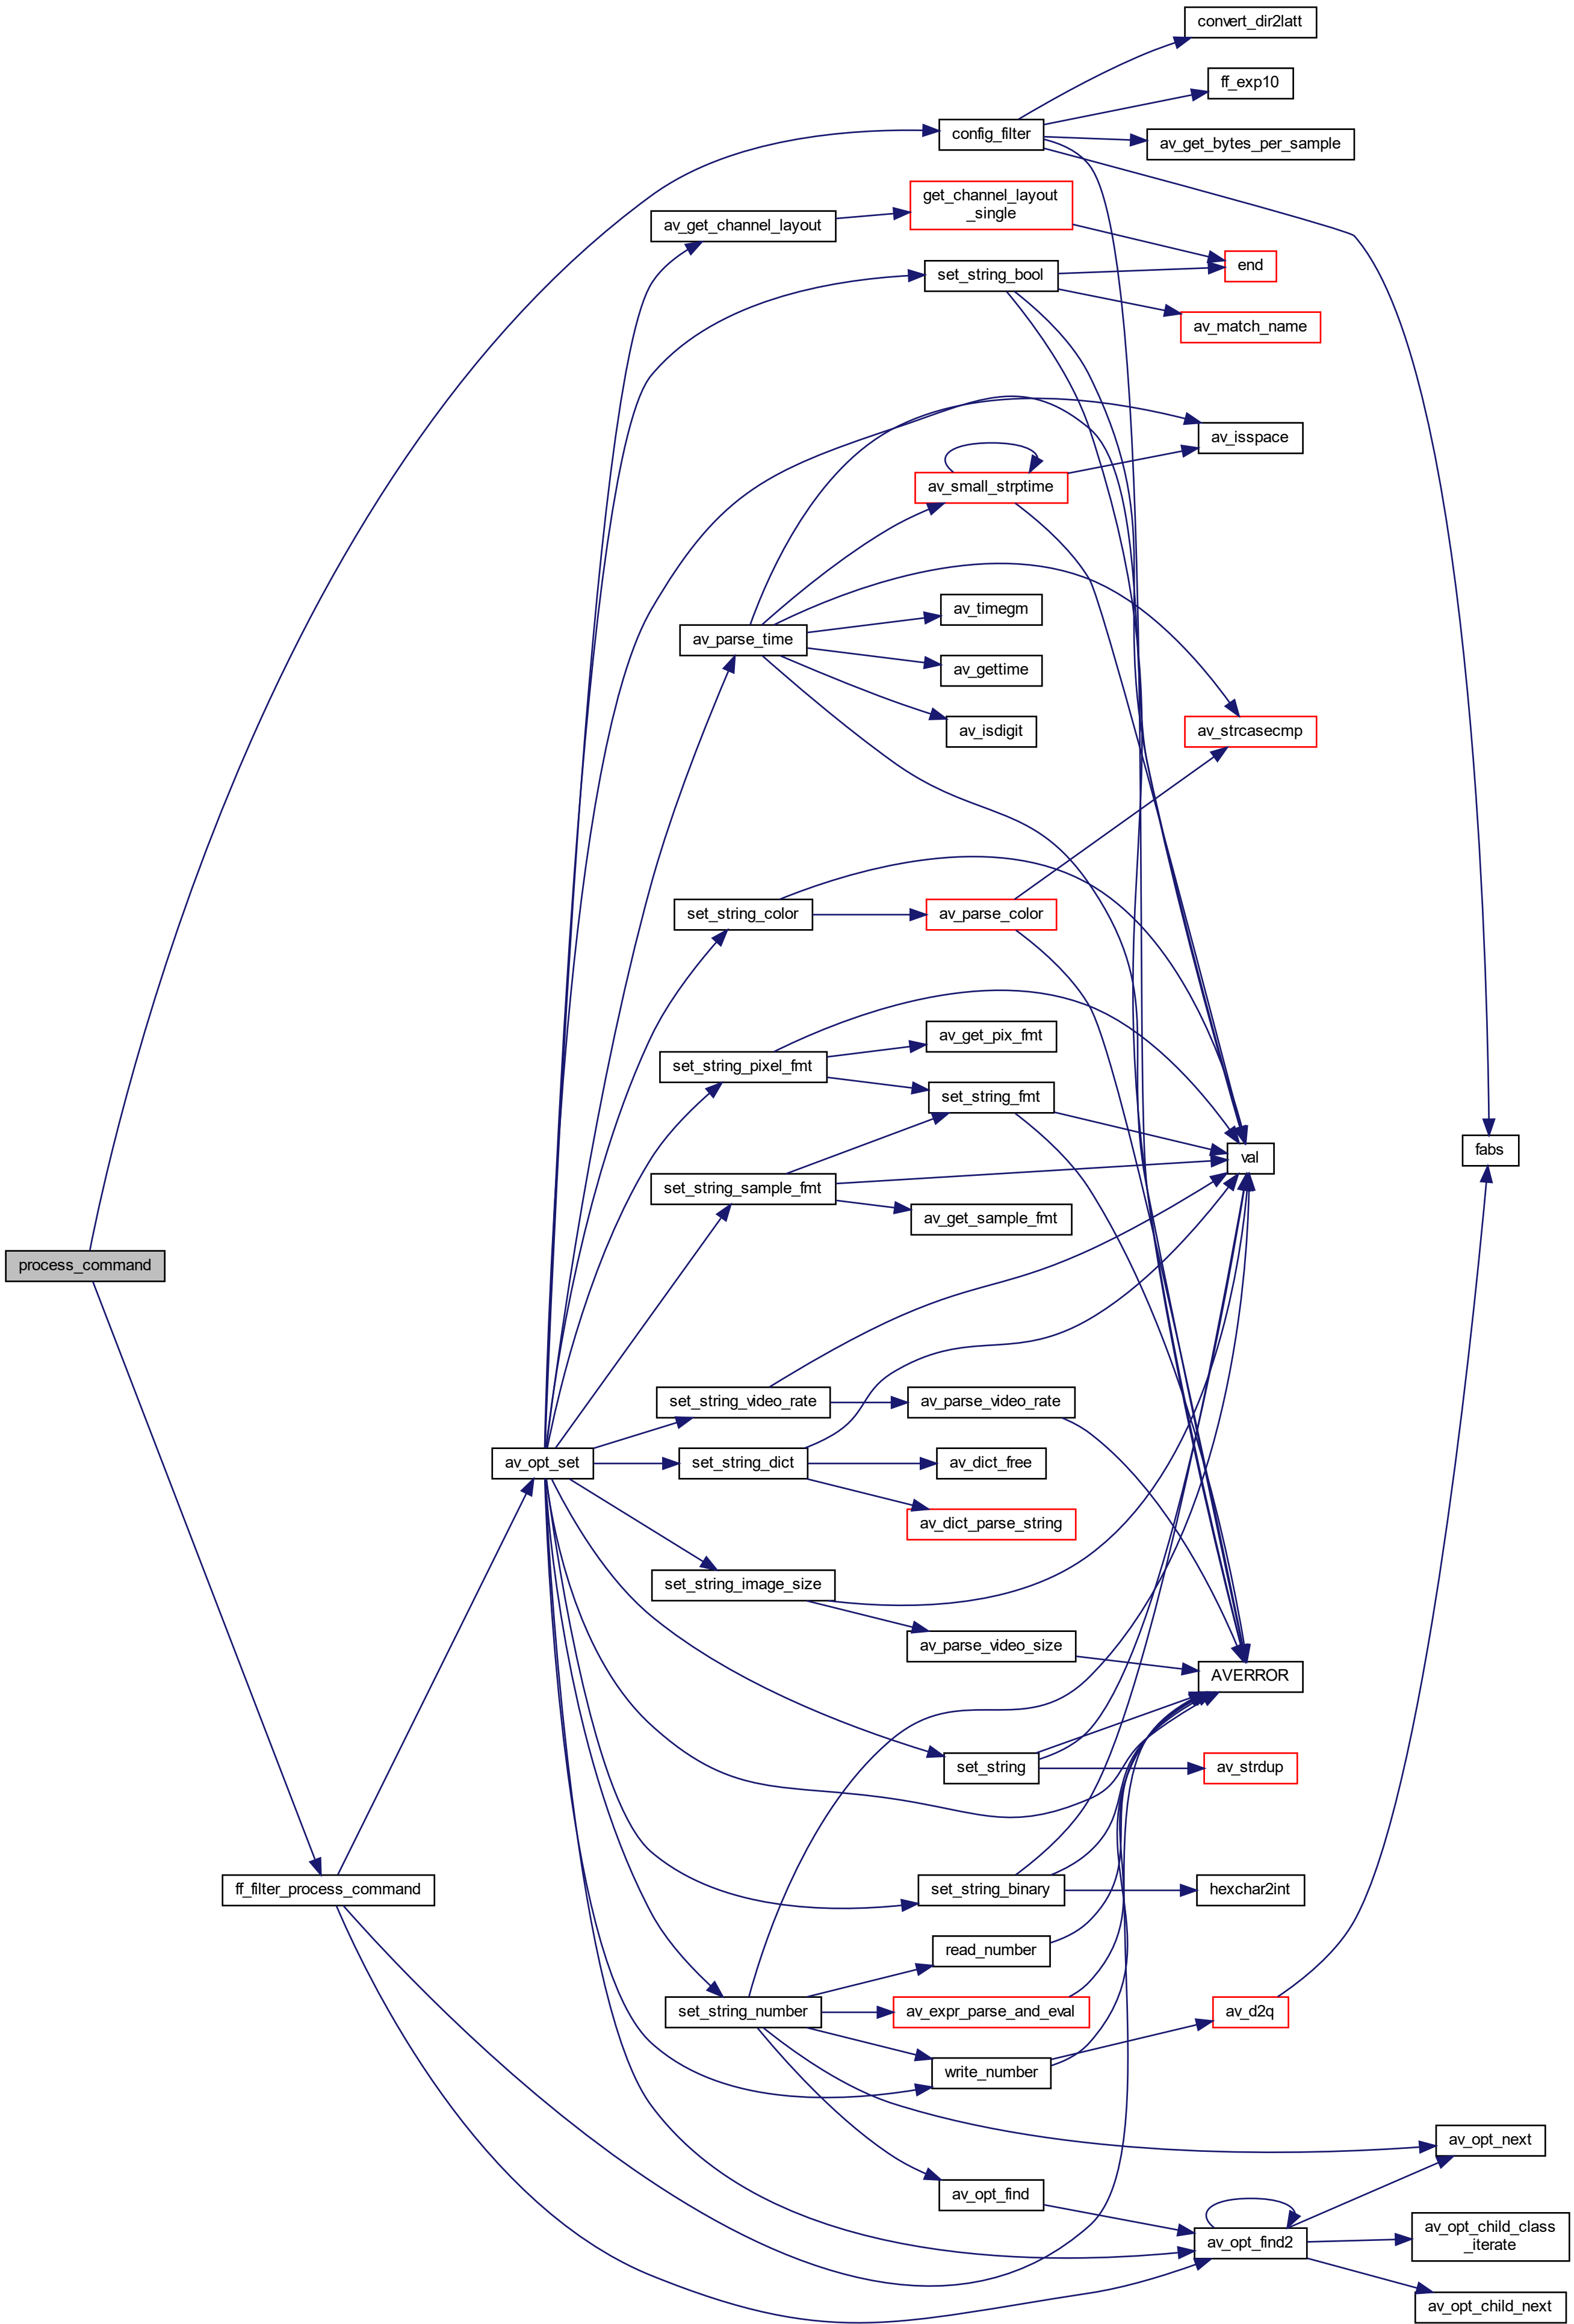 convert_dir2latt
ff_exp10
config_filter
av_get_bytes_per_sample
get_channel_layout
_single
av_get_channel_layout
end
set_string_bool
av_match_name
av_isspace
av_small_strptime
av_timegm
av_parse_time
av_gettime
av_isdigit
av_strcasecmp
set_string_color
av_parse_color
av_get_pix_fmt
set_string_pixel_fmt
set_string_fmt
val
fabs
set_string_sample_fmt
av_get_sample_fmt
process_command
set_string_video_rate
av_parse_video_rate
av_opt_set
set_string_dict
av_dict_free
av_dict_parse_string
set_string_image_size
av_parse_video_size
AVERROR
set_string
av_strdup
ff_filter_process_command
set_string_binary
hexchar2int
read_number
set_string_number
av_expr_parse_and_eval
av_d2q
write_number
av_opt_next
av_opt_find
av_opt_find2
av_opt_child_class
_iterate
av_opt_child_next